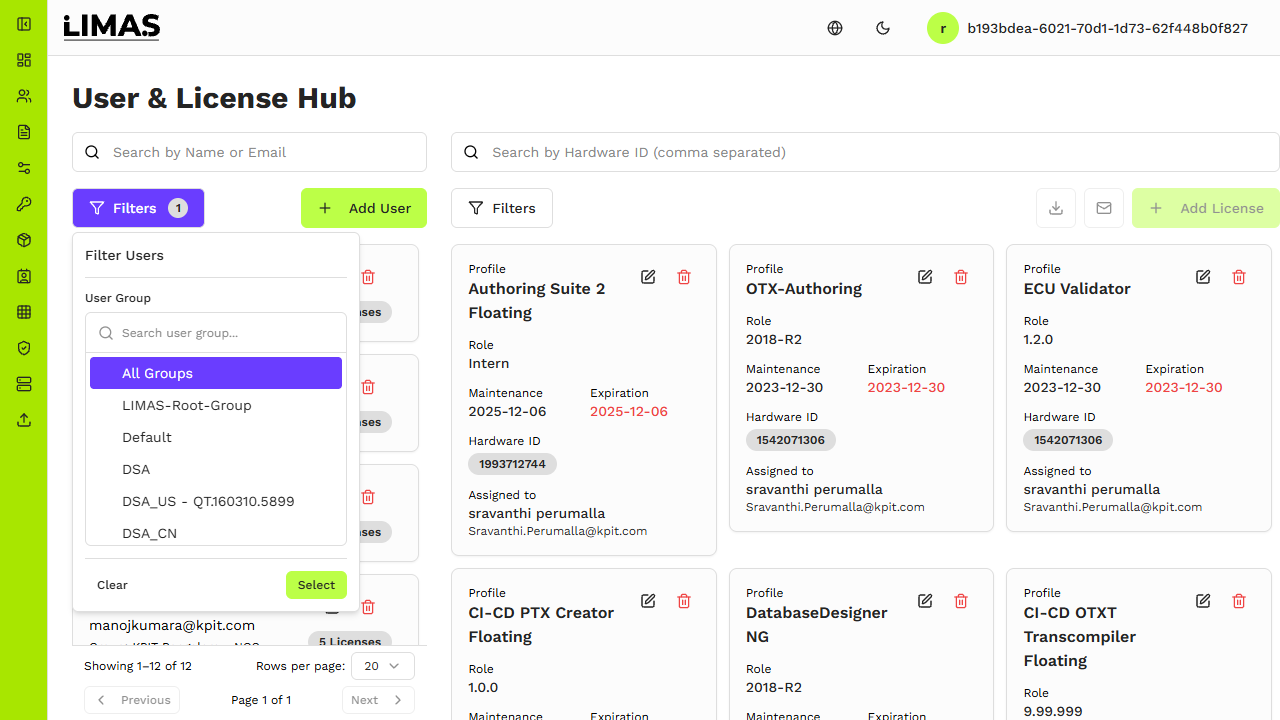 LIMAS
r
b193bdea-6021-70d1-1d73-62f448b0f827
User & License Hub
Search by Name or Email
Search by Hardware ID (comma separated)
Filters
1
Add User
Filters
Add License
Filter Users
User Group
Search user group...
All Groups
LIMAS-Root-Group
Default
DSA
DSA_US - QT.160310.5899
DSA_CN
Clear
Select
manojkumara@kpit.com
5 Licenses
Showing 1–12 of 12
Rows per page:
20
Previous
Page 1 of 1
Next
Profile
Authoring Suite 2
Floating
Role
Intern
Maintenance
Expiration
2025-12-06
2025-12-06
Hardware ID
1993712744
Assigned to
sravanthi perumalla
Sravanthi.Perumalla@kpit.com
Profile
OTX-Authoring
Role
2018-R2
Maintenance
Expiration
2023-12-30
2023-12-30
Hardware ID
1542071306
Assigned to
sravanthi perumalla
Sravanthi.Perumalla@kpit.com
Profile
ECU Validator
Role
1.2.0
Maintenance
Expiration
2023-12-30
2023-12-30
Hardware ID
1542071306
Assigned to
sravanthi perumalla
Sravanthi.Perumalla@kpit.com
Profile
CI-CD PTX Creator
Floating
Role
1.0.0
Maintenance
Expiration
Profile
DatabaseDesigner
NG
Role
2018-R2
Maintenance
Expiration
Profile
CI-CD OTXT
Transcompiler
Floating
Role
9.99.999